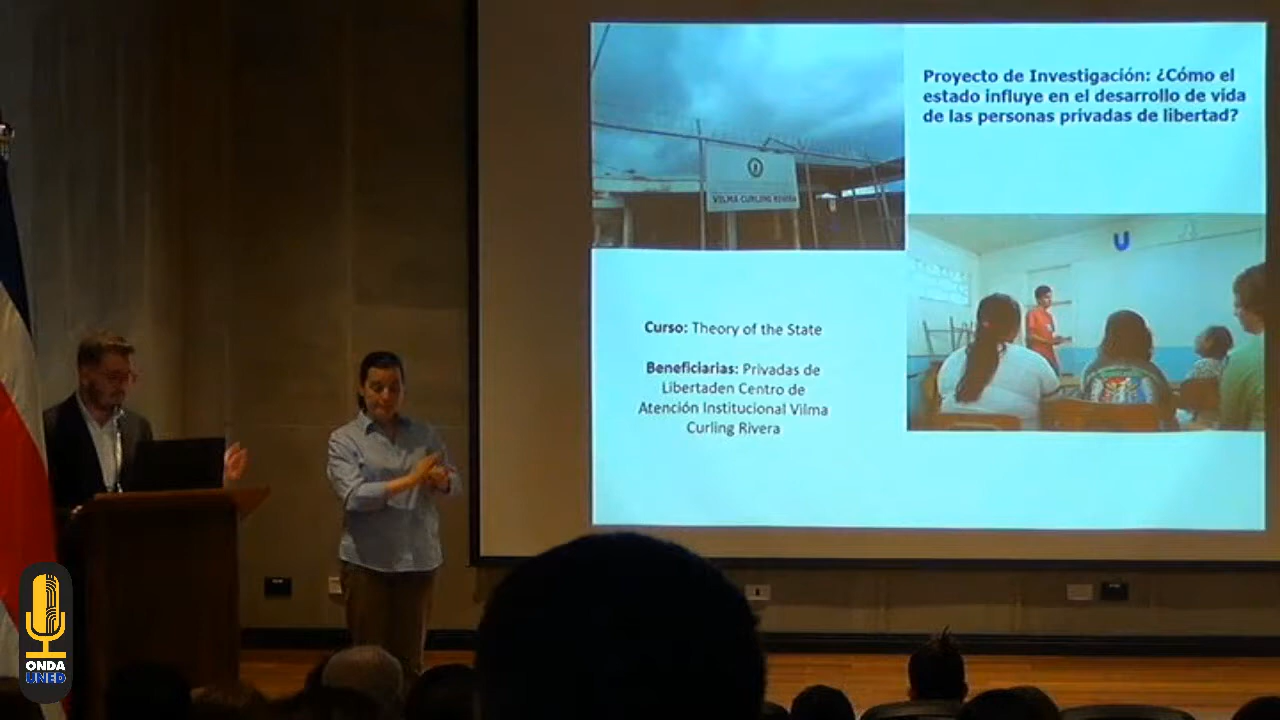 Proyecto de Investigación: ¿Cómo el
estado influye en el desarrollo de vida
de las personas privadas de libertad?
VILMA CURLING RIVERA
U
Curso: Theory of the State
Beneficiarias: Privadas de
Libertaden Centro de
Atención Institucional Vilma
Curling Rivera
ONDA
UNED